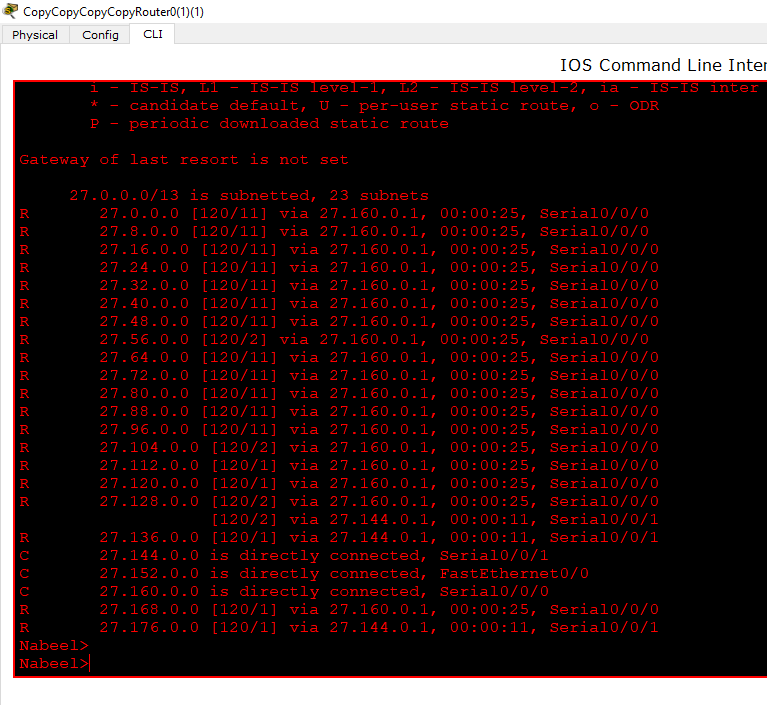 CopyCopyCopyCopyRouter0(1)(1)
Physical Config CLI
IOS Command Line Inter
i - IS-IS, L1 - IS-IS level-1, L2 - IS-IS level-2, ia - IS-IS inter
* - candidate default, U - per-user static route, o - ODR
P - periodic downloaded static route
Gateway of last resort is not set
27.0.0.0/13 is subnetted, 23 subnets
R 27.0.0.0 [120/11] via 27.160.0.1, 00:00:25, Serial0/0/0
R 27.8.0.0 [120/11] via 27.160.0.1, 00:00:25, Serial0/0/0
R 27.16.0.0 [120/11] via 27.160.0.1, 00:00:25, Serial0/0/0
R 27.24.0.0 [120/11] via 27.160.0.1, 00:00:25, Serial0/0/0
R 27.32.0.0 [120/11] via 27.160.0.1, 00:00:25, Serial0/0/0
R 27.40.0.0 [120/11] via 27.160.0.1, 00:00:25, Serial0/0/0
R 27.48.0.0 [120/11] via 27.160.0.1, 00:00:25, Serial0/0/0
R 27.56.0.0 [120/2] via 27.160.0.1, 00:00:25, Serial0/0/0
R 27.64.0.0 [120/11] via 27.160.0.1, 00:00:25, Serial0/0/0
R 27.72.0.0 [120/11] via 27.160.0.1, 00:00:25, Serial0/0/0
R 27.80.0.0 [120/11] via 27.160.0.1, 00:00:25, Serial0/0/0
R 27.88.0.0 [120/11] via 27.160.0.1, 00:00:25, Serial0/0/0
R 27.96.0.0 [120/11] via 27.160.0.1, 00:00:25, Serial0/0/0
R 27.104.0.0 [120/2] via 27.160.0.1, 00:00:25, Serial0/0/0
R 27.112.0.0 [120/1] via 27.160.0.1, 00:00:25, Serial0/0/0
R 27.120.0.0 [120/1] via 27.160.0.1, 00:00:25, Serial0/0/0
R 27.128.0.0 [120/2] via 27.160.0.1, 00:00:25, Serial0/0/0
[120/2] via 27.144.0.1, 00:00:11, Serial0/0/1
R 27.136.0.0 [120/1] via 27.144.0.1, 00:00:11, Serial0/0/1
C 27.144.0.0 is directly connected, Serial0/0/1
C 27.152.0.0 is directly connected, FastEthernet0/0
C 27.160.0.0 is directly connected, Serial0/0/0
R 27.168.0.0 [120/1] via 27.160.0.1, 00:00:25, Serial0/0/0
R 27.176.0.0 [120/1] via 27.144.0.1, 00:00:11, Serial0/0/1
Nabeel>
Nabeel>